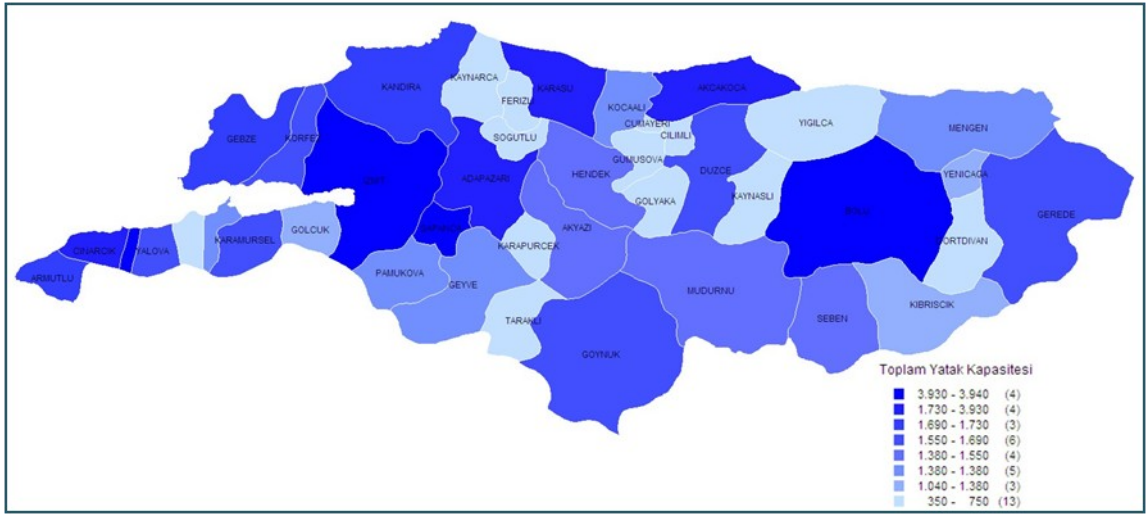 KANDIRA
KAYNARCA
FERIZLI
KARASU
KOCAALI
AKCAKOCA
CUMAYERI
CILIMLI
YIGILCA
MENGEN
GEBZE
KORFEZ
SOGUTLU
GUMUSOVA
ADAPAZARI
HENDEK
DUZCE
KAYNASLI
GOLYAKA
YENICAGA
GEREDE
BOLU
DORTDIVAN
CINARCIK
YALOVA
KARAMURSEL
GOLCUK
ARMUTLU
KARAPURCEK
AKYAZI
PAMUKOVA
GEYVE
TARAKLI
GOYNUK
MUDURNU
SEBEN
KIBRISCIK
Toplam Yatak Kapasitesi
3.930 - 3.940 (4)
1.730 - 3.930 (4)
1.690 - 1.730 (3)
1.550 - 1.690 (6)
1.380 - 1.550 (4)
1.380 - 1.380 (5)
1.040 - 1.380 (3)
350 - 750 (13)